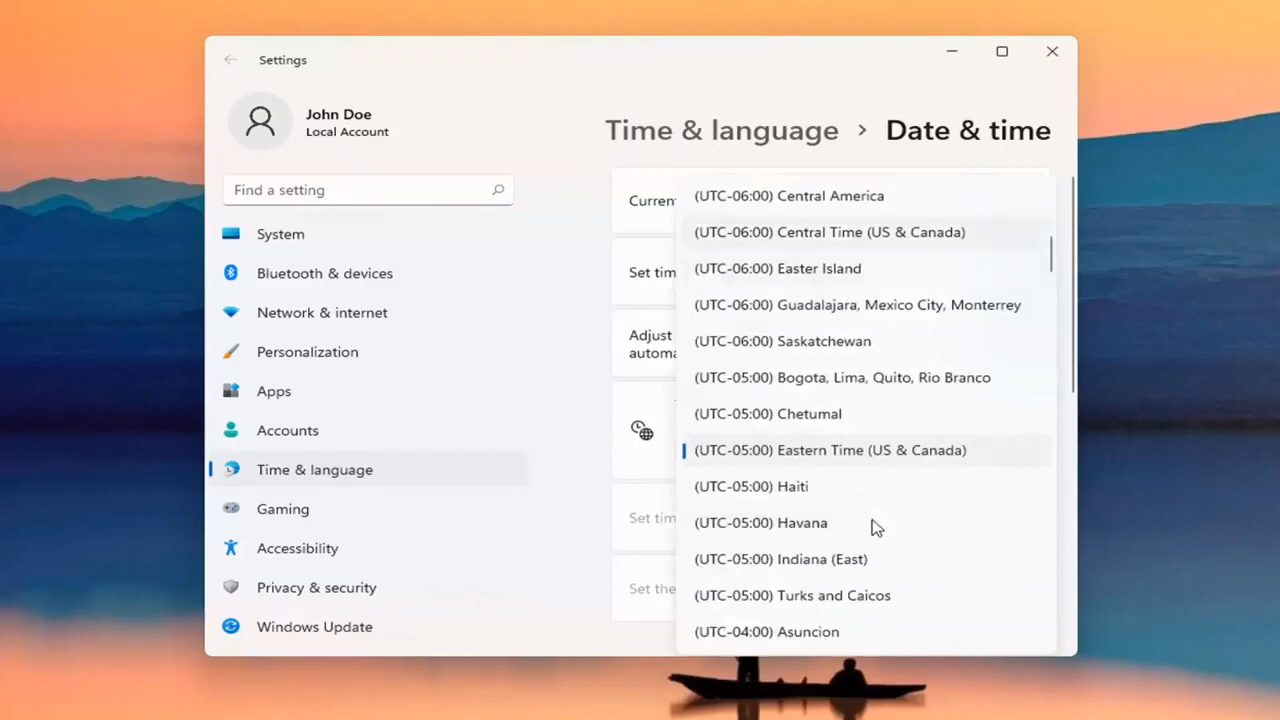 Settings
John Doe
Local Account
Find a setting
System
Bluetooth & devices
Network & internet
Personalization
Apps
Accounts
Time & language
Gaming
Accessibility
Privacy & security
Windows Update
Time & language > Date & time
Current
Set tim
Adjust
automa
Set tim
Set the
(UTC-06:00) Central America
(UTC-06:00) Central Time (US & Canada)
(UTC-06:00) Easter Island
(UTC-06:00) Guadalajara, Mexico City, Monterrey
(UTC-06:00) Saskatchewan
(UTC-05:00) Bogota, Lima, Quito, Rio Branco
(UTC-05:00) Chetumal
(UTC-05:00) Eastern Time (US & Canada)
(UTC-05:00) Haiti
(UTC-05:00) Havana
(UTC-05:00) Indiana (East)
(UTC-05:00) Turks and Caicos
(UTC-04:00) Asuncion